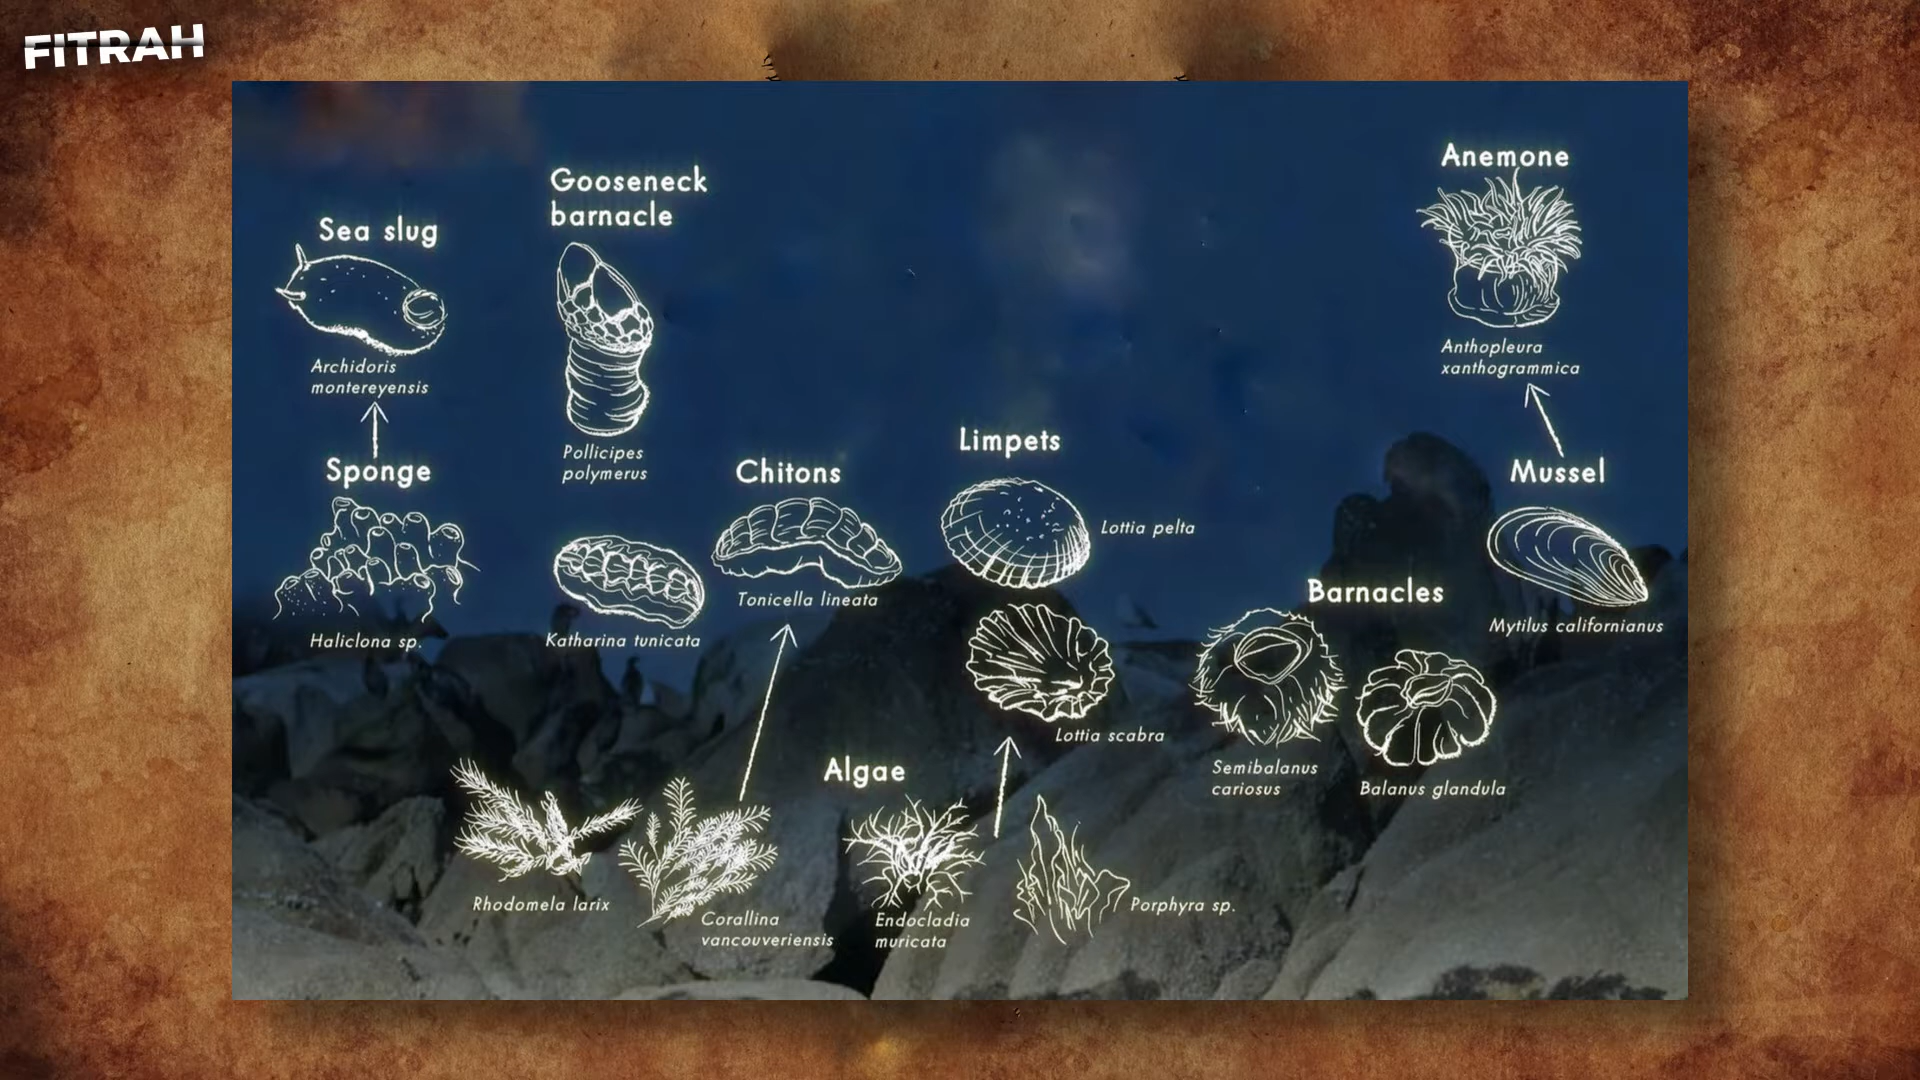 FITRAH
Anemone
Gooseneck
barnacle
Sea slug
Anthopleura
xanthogrammica
Archidoris
montereyensis
Limpets
Pollicipes
polymerus
Sponge
Chitons
Mussel
Lottia pelta
Barnacles
Tonicella lineata
Mytilus californianus
Haliclona sp.
Katharina tunicata
Lottia scabra
Algae
Semibalanus
cariosus
Balanus glandula
Rhodomela larix
Corallina
vancouveriensis
Endocladia
muricata
Porphyra sp.